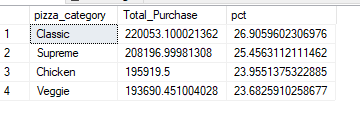 pizza_category Total_Purchase pct
1 Classic 220053.100021362 26.9059602306976
2 Supreme 208196.99981308 25.4563112111462
3 Chicken 195919.5 23.9551375322885
4 Veggie 193690.451004028 23.6825910258677